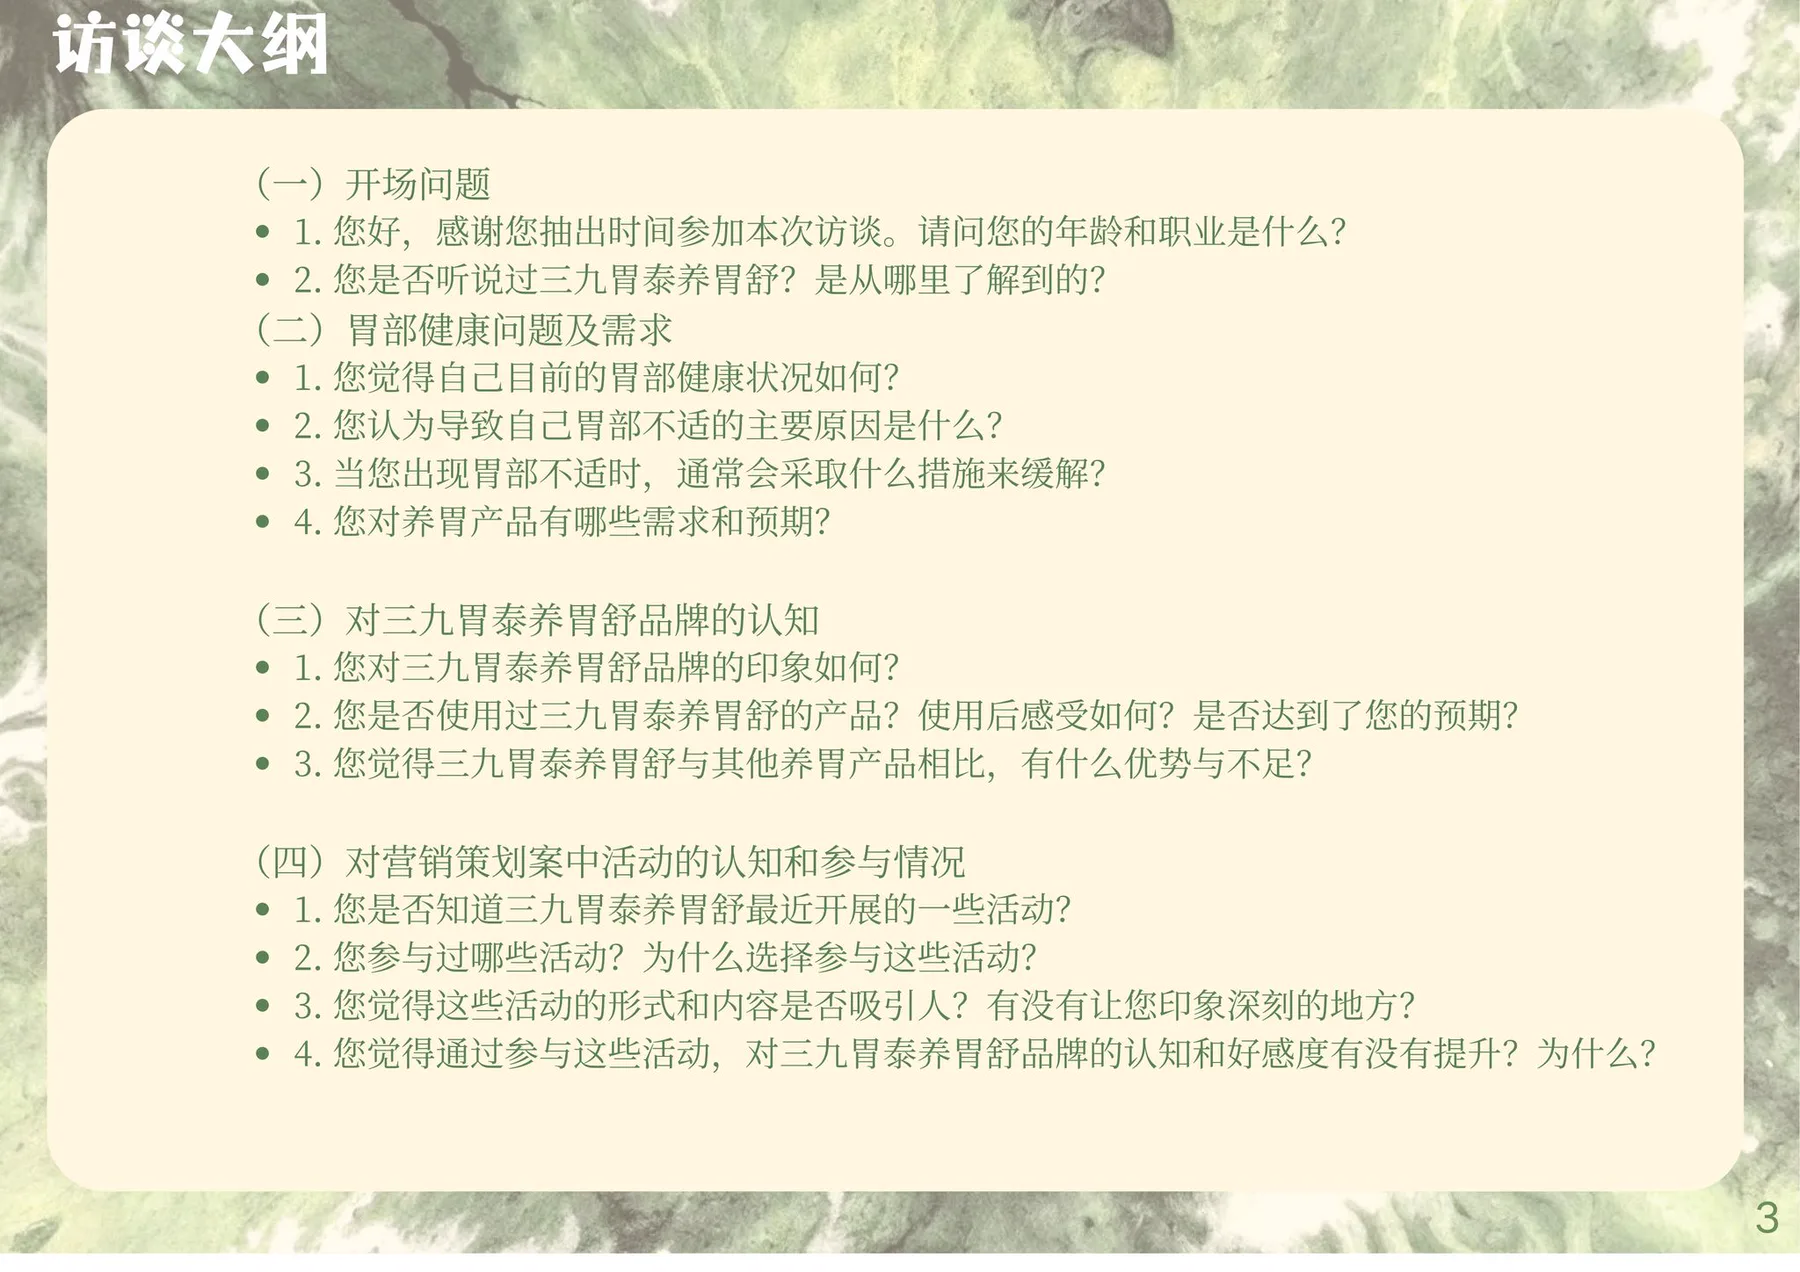 访谈大纲
（一）开场问题
• 1. 您好，感谢您抽出时间参加本次访谈。请问您的年龄和职业是什么？
• 2. 您是否听说过三九胃泰养胃舒？是从哪里了解到的？
（二）胃部健康问题及需求
• 1. 您觉得自己目前的胃部健康状况如何？
• 2. 您认为导致自己胃部不适的主要原因是什么？
• 3. 当您出现胃部不适时，通常会采取什么措施来缓解？
• 4. 您对养胃产品有哪些需求和预期？
（三）对三九胃泰养胃舒品牌的认知
• 1. 您对三九胃泰养胃舒品牌的印象如何？
• 2. 您是否使用过三九胃泰养胃舒的产品？使用后感受如何？是否达到了您的预期？
• 3. 您觉得三九胃泰养胃舒与其他养胃产品相比，有什么优势与不足？
（四）对营销策划案中活动的认知和参与情况
• 1. 您是否知道三九胃泰养胃舒最近开展的一些活动？
• 2. 您参与过哪些活动？为什么选择参与这些活动？
• 3. 您觉得这些活动的形式和内容是否吸引人？有没有让您印象深刻的地方？
• 4. 您觉得通过参与这些活动，对三九胃泰养胃舒品牌的认知和好感度有没有提升？为什么？
3